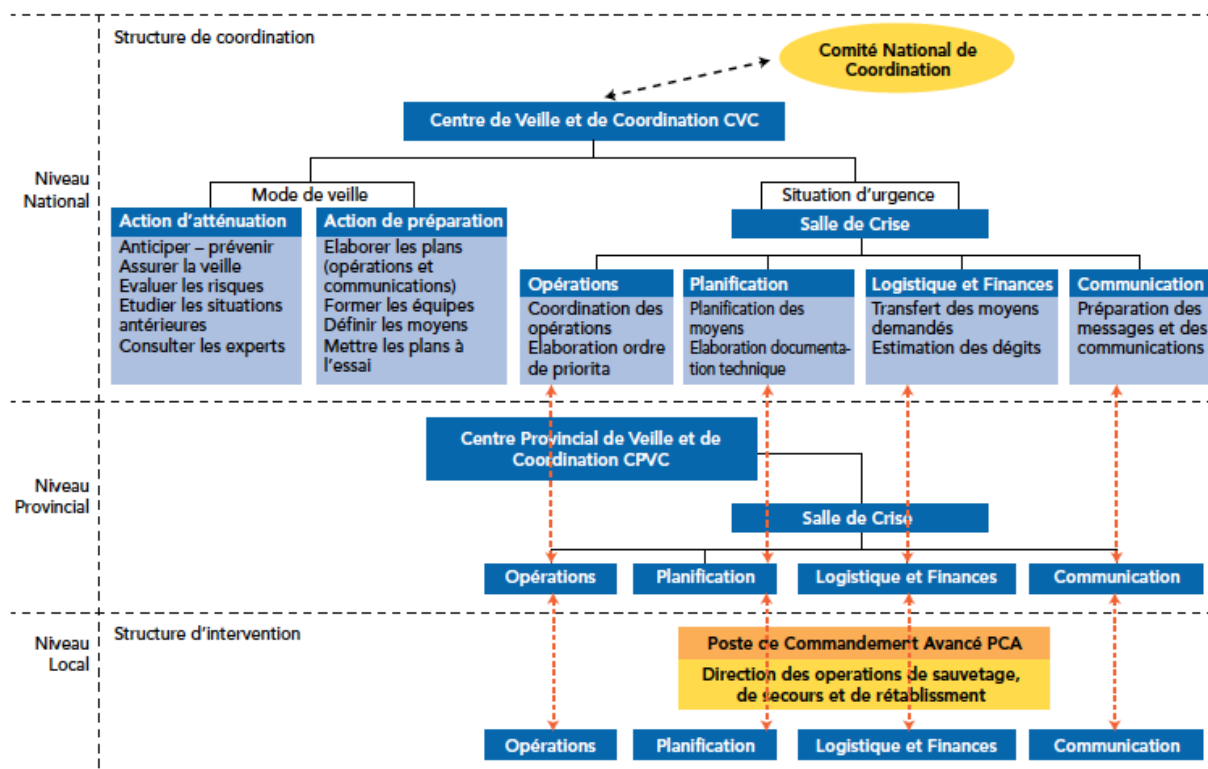 Structure de coordination
Comité National de
Coordination
Centre de Veille et de Coordination CVC
Niveau
National
Mode de veille
Situation d'urgence
Action d'atténuation
Anticiper – prévenir
Assurer la veille
Evaluer les risques
Etudier les situations
antérieures
Consulter les experts
Action de préparation
Elaborer les plans
(opérations et
communications)
Former les équipes
Définir les moyens
Mettre les plans à
l'essai
Salle de Crise
Opérations
Coordination des
opérations
Elaboration ordre
de priorita
Planification
Planification des
moyens
Elaboration documenta-
tion technique
Logistique et Finances
Transfert des moyens
demandés
Estimation des dégits
Communication
Préparation des
messages et des
communications
Niveau
Provincial
Centre Provincial de Veille et de
Coordination CPVC
Salle de Crise
Opérations
Planification
Logistique et Finances
Communication
Niveau
Local
Structure d'intervention
Poste de Commandement Avancé PCA
Direction des operations de sauvetage,
de secours et de rétablissment
Opérations
Planification
Logistique et Finances
Communication